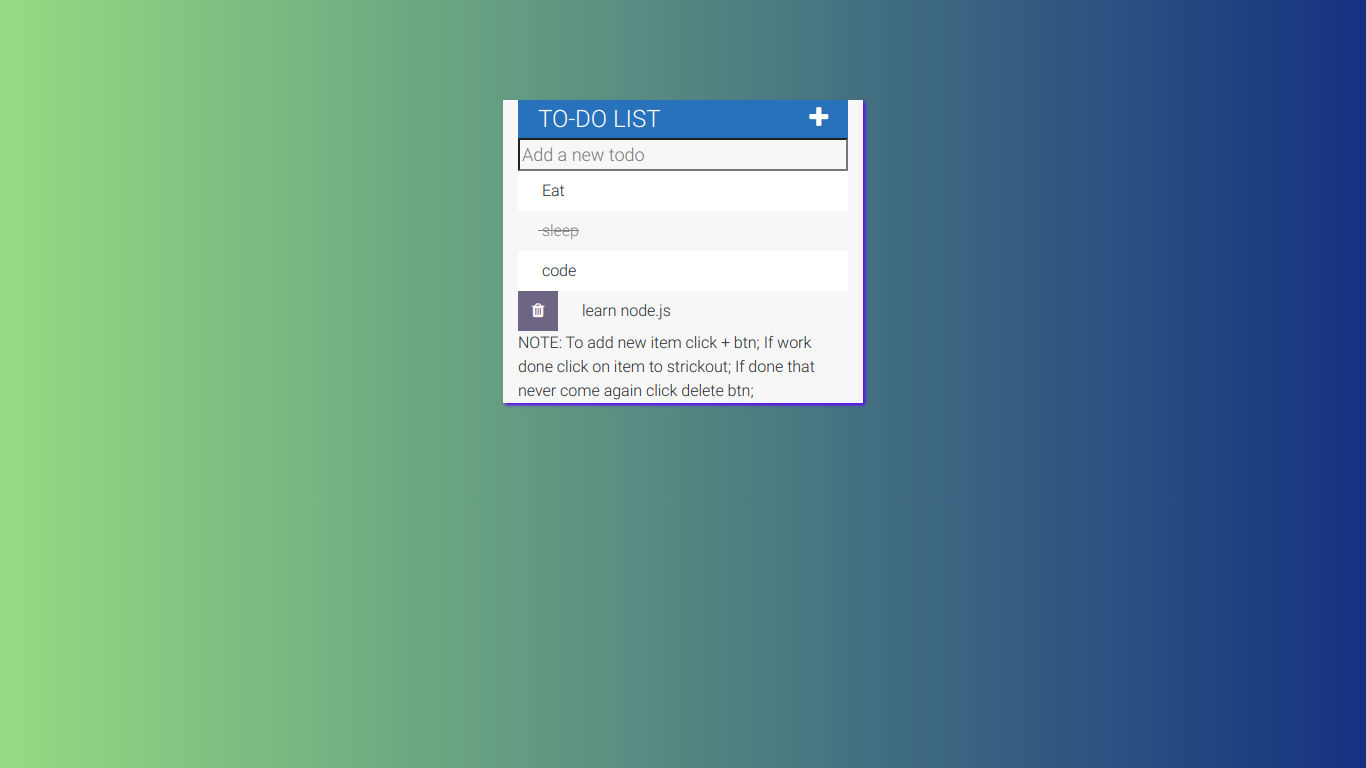 TO-DO LIST
Add a new todo
Eat
sleep
code
learn node.js
NOTE: To add new item click + btn; If work
done click on item to strickout; If done that
never come again click delete btn;